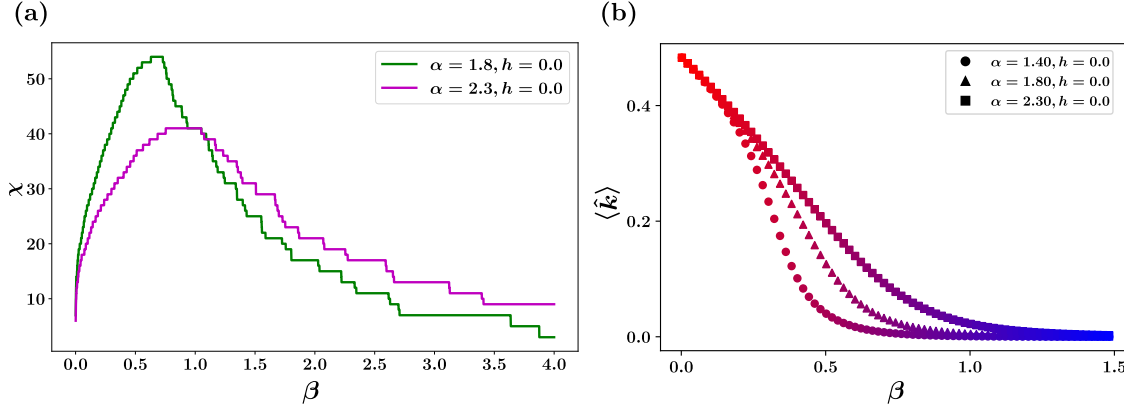 (a)
(b)
α = 1.8, h = 0.0
α = 2.3, h = 0.0
χ
50
40
30
20
10
0.0 0.5 1.0 1.5 2.0 2.5 3.0 3.5 4.0
β
α = 1.40, h = 0.0
α = 1.80, h = 0.0
α = 2.30, h = 0.0
⟨k̂⟩
0.4
0.2
0.0
0.0 0.5 1.0 1.5
β